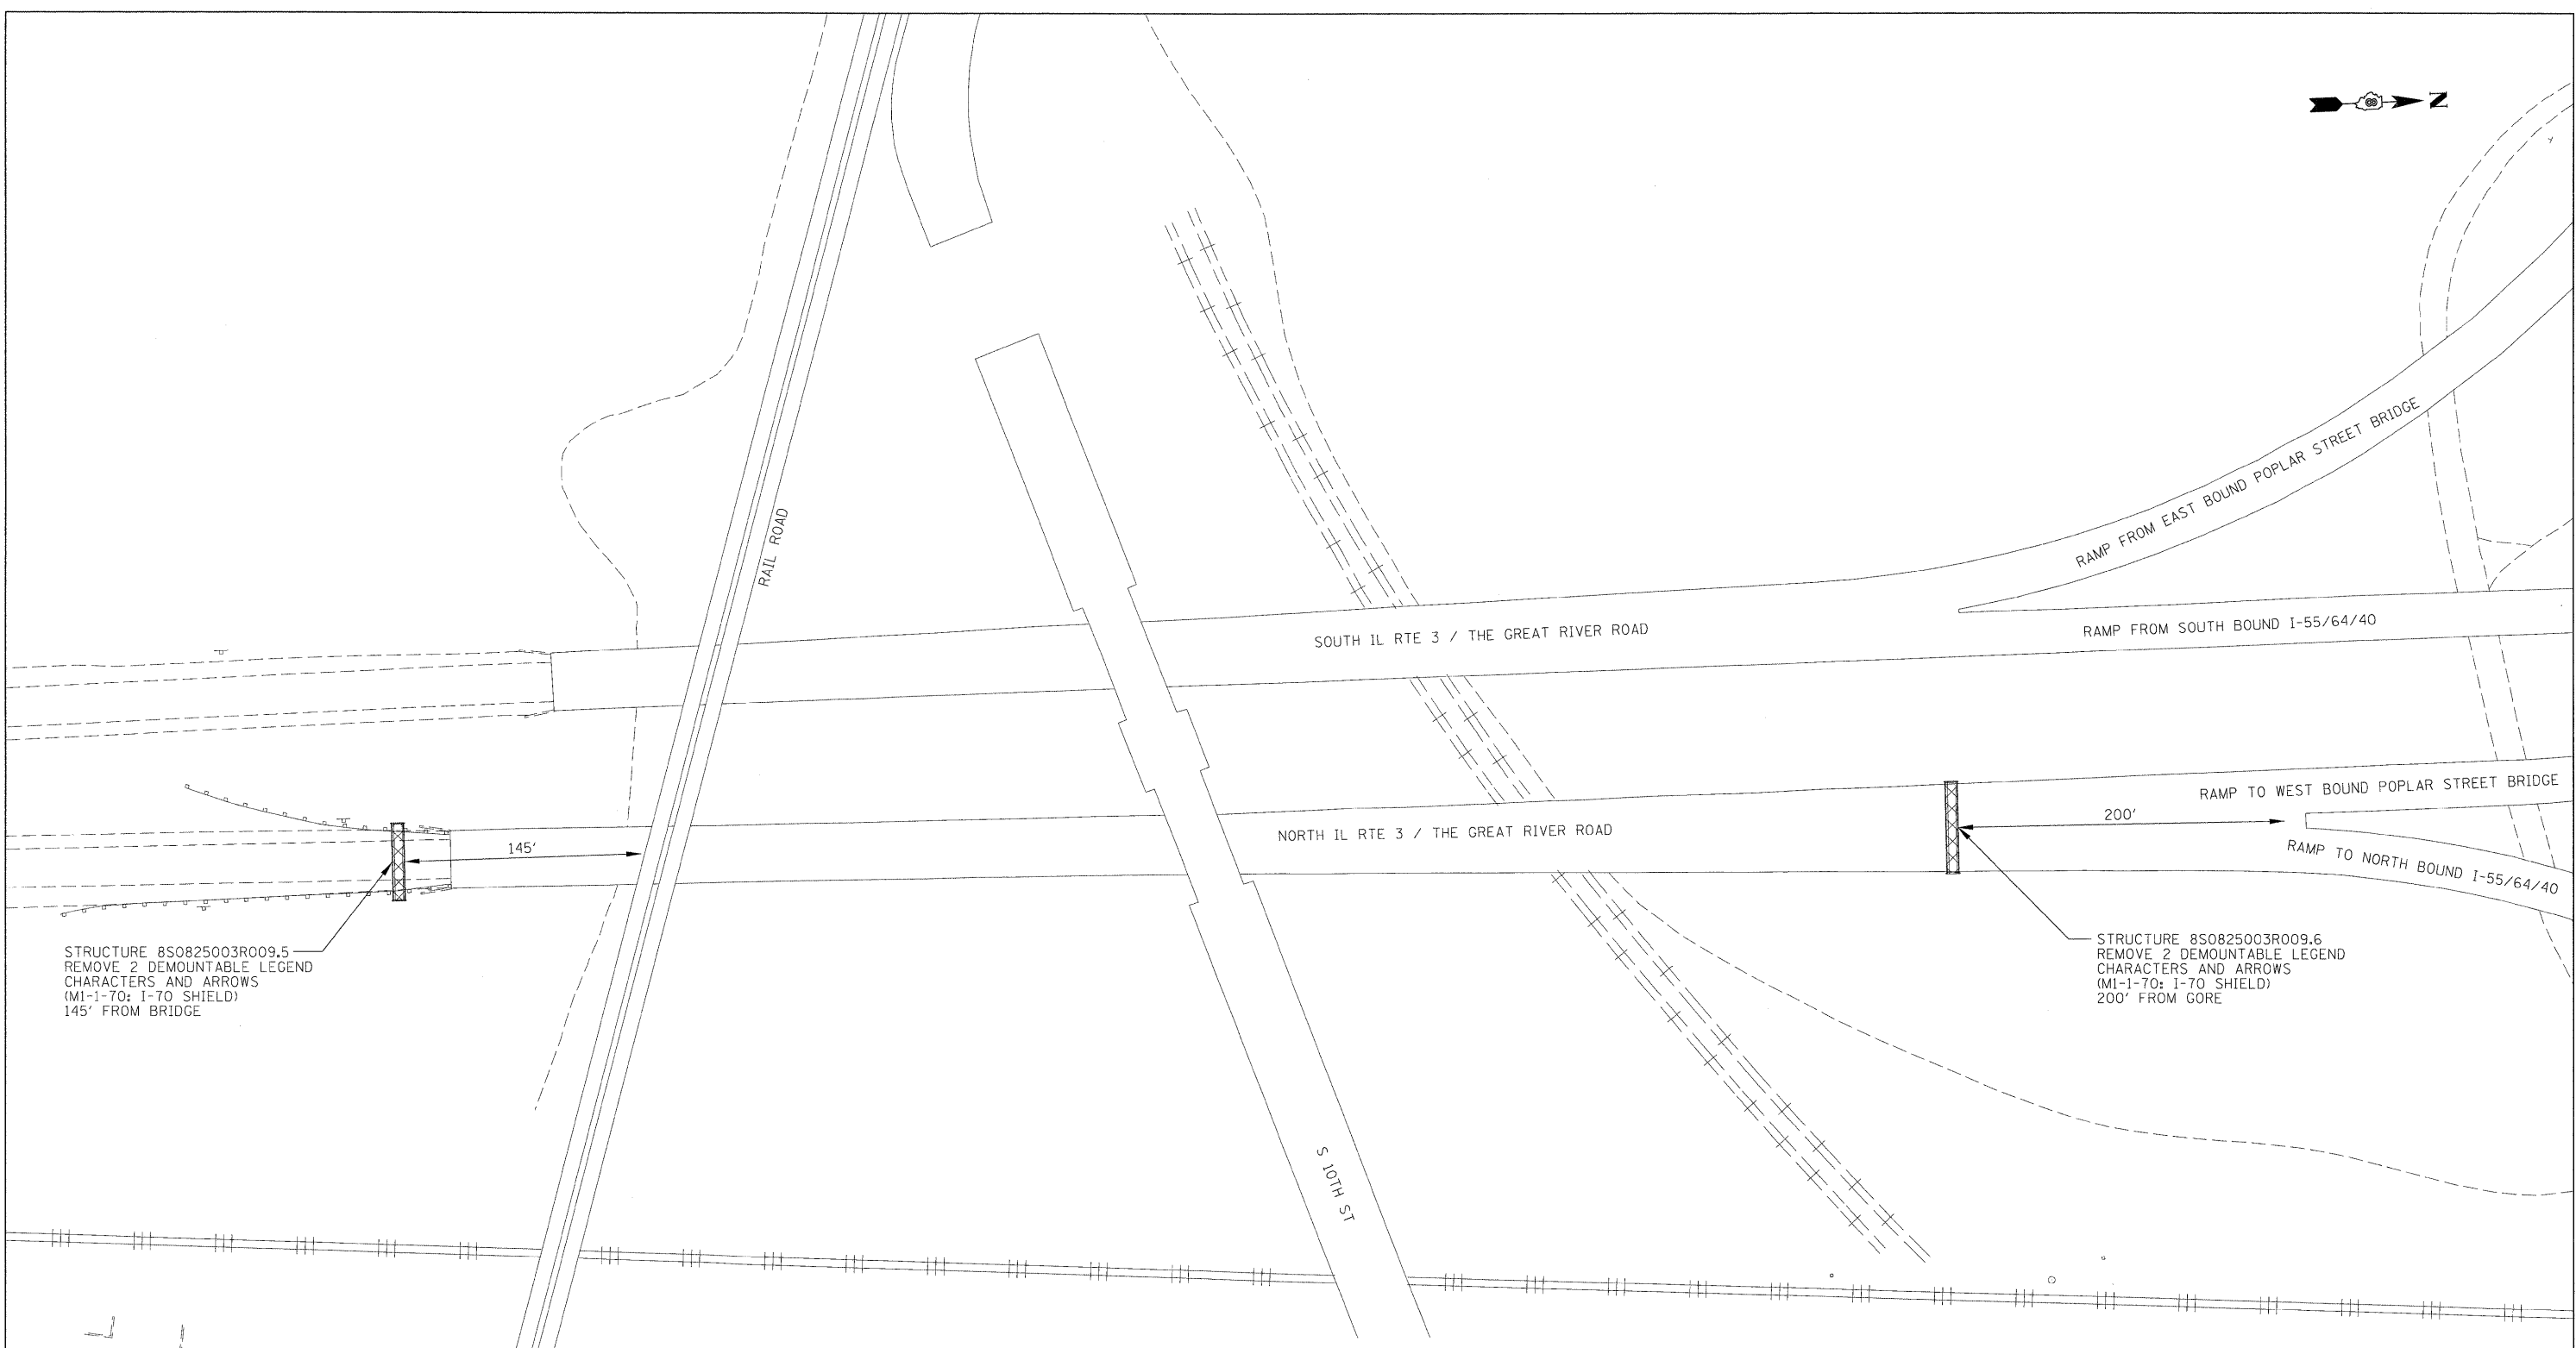 N
RAIL ROAD
RAMP FROM EAST BOUND POPLAR STREET BRIDGE
SOUTH IL RTE 3 / THE GREAT RIVER ROAD
RAMP FROM SOUTH BOUND I-55/64/40
RAMP TO WEST BOUND POPLAR STREET BRIDGE
200'
NORTH IL RTE 3 / THE GREAT RIVER ROAD
145'
RAMP TO NORTH BOUND I-55/64/40
STRUCTURE 8S0825003R009.5
REMOVE 2 DEMOUNTABLE LEGEND
CHARACTERS AND ARROWS
(M1-1-70: I-70 SHIELD)
145' FROM BRIDGE
STRUCTURE 8S0825003R009.6
REMOVE 2 DEMOUNTABLE LEGEND
CHARACTERS AND ARROWS
(M1-1-70: I-70 SHIELD)
200' FROM GORE
S 10TH ST